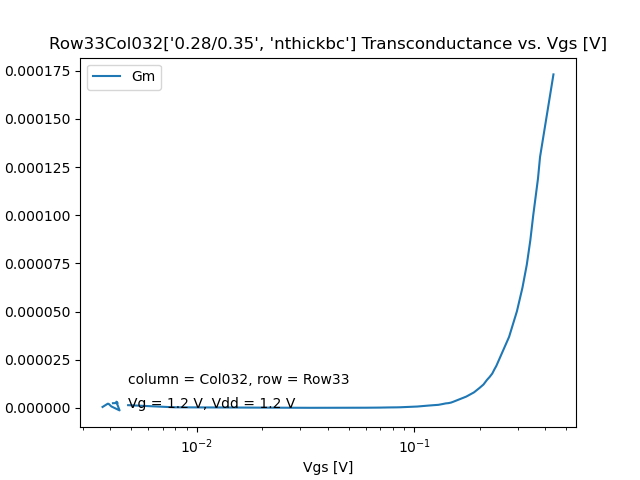 Row33Col032['0.28/0.35', 'nthickbc'] Transconductance vs. Vgs [V]
Gm
0.000175
0.000150
0.000125
0.000100
0.000075
0.000050
0.000025
0.000000
column = Col032, row = Row33
Vg = 1.2 V, Vdd = 1.2 V
10⁻²
10⁻¹
Vgs [V]